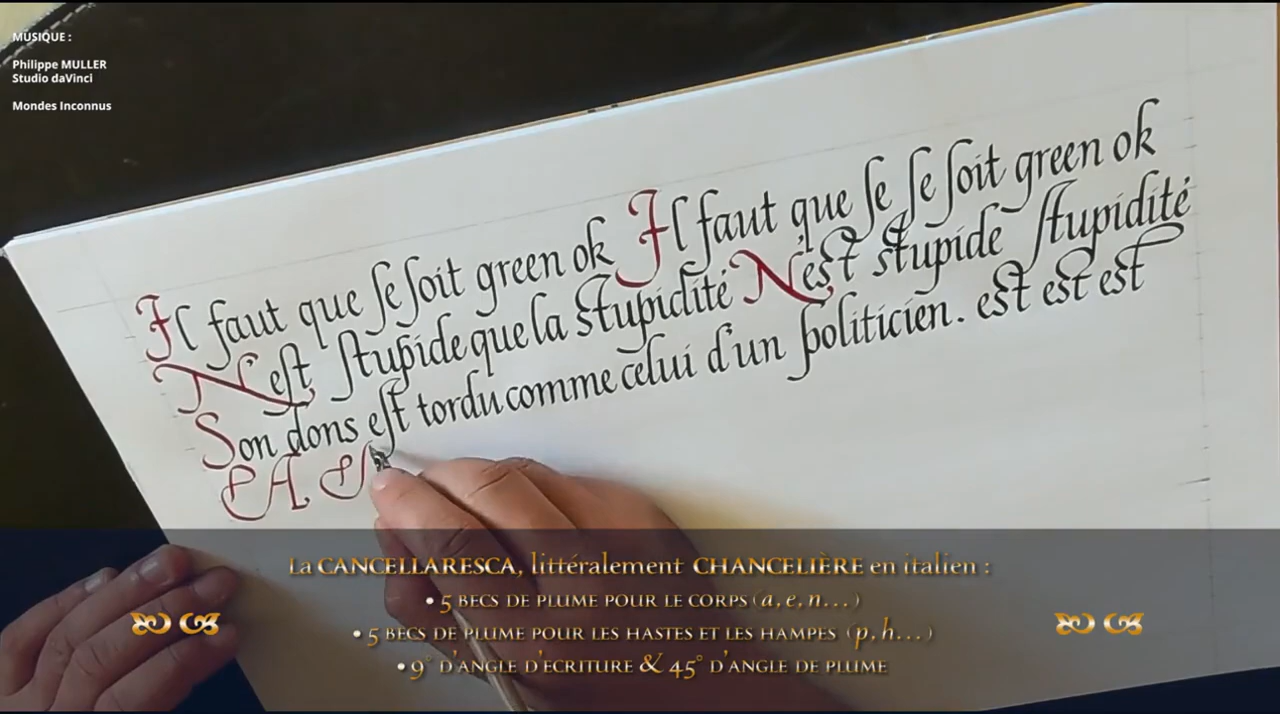 MUSIQUE :
Philippe MULLER
Studio daVinci
Mondes Inconnus
Il faut que ſe ſoit green ok Il faut que ſe ſe ſoit green ok
N'eſt ſtupide que la stupidité N'est stupide ſtupidité
Son dons eſt tordu comme celui d'un politicien. est est est
La CANCELLARESCA, littéralement CHANCELIÈRE en italien :
• 5 BECS DE PLUME POUR LE CORPS (a, e, n...)
• 5 BECS DE PLUME POUR LES HASTES ET LES HAMPES (p, h...)
• 9° D'ANGLE D'ECRITURE & 45° D'ANGLE DE PLUME